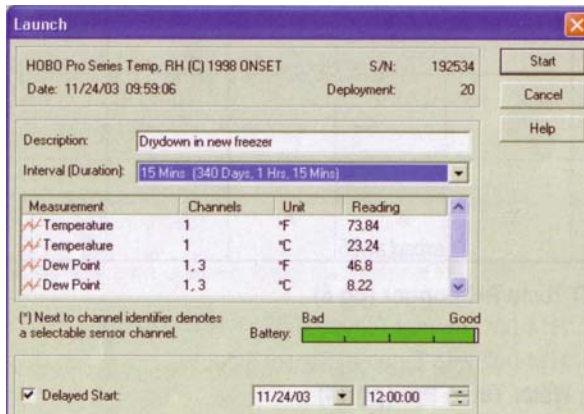 Launch
HOBO Pro Series Temp, RH (C) 1998 ONSET S/N: 192534
Date: 11/24/03 09:59:06 Deployment: 20
Start
Cancel
Help
Description: Drydown in new freezer
Interval (Duration): 15 Mins (340 Days, 1 Hrs, 15 Mins)
Measurement Channels Unit Reading
Temperature 1 °F 73.84
Temperature 1 °C 23.24
Dew Point 1, 3 °F 46.8
Dew Point 1, 3 °C 8.22
(*) Next to channel identifier denotes
a selectable sensor channel.
Battery: Bad Good
Delayed Start: 11/24/03 12:00:00